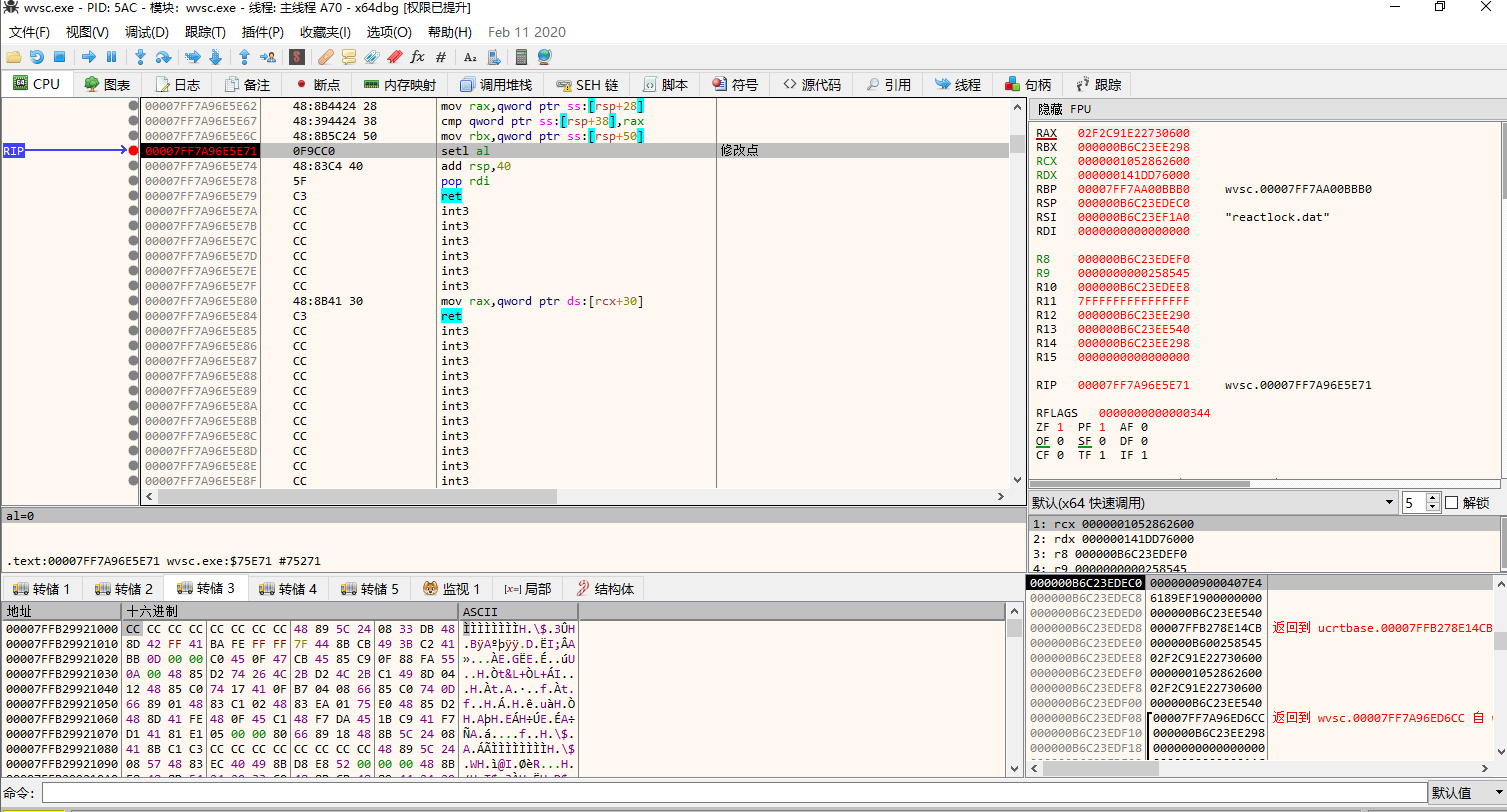 wvsc.exe - PID: 5AC - 模块: wvsc.exe - 线程: 主线程 A70 - x64dbg [权限已提升]
文件(F) 视图(V) 调试(D) 跟踪(T) 插件(P) 收藏夹(I) 选项(O) 帮助(H) Feb 11 2020
CPU 图表 日志 备注 断点 内存映射 调用堆栈 SEH 链 脚本 符号 源代码 引用 线程 句柄 跟踪
00007FF7A96E5E62 48:8B4424 28 mov rax,qword ptr ss:[rsp+28]
00007FF7A96E5E67 48:394424 38 cmp qword ptr ss:[rsp+38],rax
00007FF7A96E5E6C 48:8B5C24 50 mov rbx,qword ptr ss:[rsp+50]
RIP 00007FF7A96E5E71 0F9CC0 setl al 修改点
00007FF7A96E5E74 48:83C4 40 add rsp,40
00007FF7A96E5E78 5F pop rdi
00007FF7A96E5E79 C3 ret
00007FF7A96E5E7A CC int3
00007FF7A96E5E7B CC int3
00007FF7A96E5E7C CC int3
00007FF7A96E5E7D CC int3
00007FF7A96E5E7E CC int3
00007FF7A96E5E7F CC int3
00007FF7A96E5E80 48:8B41 30 mov rax,qword ptr ds:[rcx+30]
00007FF7A96E5E84 C3 ret
00007FF7A96E5E85 CC int3
00007FF7A96E5E86 CC int3
00007FF7A96E5E87 CC int3
00007FF7A96E5E88 CC int3
00007FF7A96E5E89 CC int3
00007FF7A96E5E8A CC int3
00007FF7A96E5E8B CC int3
00007FF7A96E5E8C CC int3
00007FF7A96E5E8D CC int3
00007FF7A96E5E8E CC int3
00007FF7A96E5E8F CC int3
隐藏 FPU
RAX 02F2C91E22730600
RBX 000000B6C23EE298
RCX 0000001052862600
RDX 000000141DD76000
RBP 00007FF7AA00BBB0 wvsc.00007FF7AA00BBB0
RSP 000000B6C23EDEC0
RSI 000000B6C23EF1A0 "reactlock.dat"
RDI 0000000000000000
R8 000000B6C23EDEF0
R9 0000000000258545
R10 000000B6C23EDEE8
R11 7FFFFFFFFFFFFFFF
R12 000000B6C23EE290
R13 000000B6C23EE540
R14 000000B6C23EE298
R15 0000000000000000
RIP 00007FF7A96E5E71 wvsc.00007FF7A96E5E71
RFLAGS 0000000000000344
ZF 1 PF 1 AF 0
OF 0 SF 0 DF 0
CF 0 TF 1 IF 1
默认(x64 快速调用) 5 解锁
1: rcx 0000001052862600
2: rdx 000000141DD76000
3: r8 000000B6C23EDEF0
4: r9 0000000000258545
al=0
.text:00007FF7A96E5E71 wvsc.exe:$75E71 #75271
转储 1 转储 2 转储 3 转储 4 转储 5 监视 1 [x=] 局部 结构体
地址 十六进制 ASCII
00007FFB29921000 CC CC CC CC CC CC CC CC 48 89 5C 24 08 33 DB 48 ÌÌÌÌÌÌÌÌH.\$.3ÛH
00007FFB29921010 8D 42 FF 41 BA FE FF FF 7F 44 8B CB 49 3B C2 41 .BÿAºþÿÿ.D.ËI;ÂA
00007FFB29921020 BB 0D 00 00 C0 45 0F 47 CB 45 85 C9 0F 88 FA 55 »...ÀE.GËE.É..úU
00007FFB29921030 0A 00 48 85 D2 74 26 4C 2B D2 4C 2B C1 49 8D 04 ..H.Òt&L+ÒL+ÁI..
00007FFB29921040 12 48 85 C0 74 17 41 0F B7 04 08 66 85 C0 74 0D .H.Àt.A.·..f.Àt.
00007FFB29921050 66 89 01 48 83 C1 02 48 83 EA 01 75 E0 48 85 D2 f..H.Á.H.ê.uàH.Ò
00007FFB29921060 48 8D 41 FE 48 0F 45 C1 48 F7 DA 45 1B C9 41 F7 H.AþH.EÁH÷ÚE.ÉA÷
00007FFB29921070 D1 41 81 E1 05 00 00 80 66 89 18 48 8B 5C 24 08 ÑA.á....f..H.\$.
00007FFB29921080 41 8B C1 C3 CC CC CC CC CC CC CC CC 48 89 5C 24 A.ÁÃÌÌÌÌÌÌÌÌH.\$
00007FFB29921090 08 57 48 83 EC 40 49 8B D8 E8 52 00 00 00 48 8B .WH.ì@I.ØèR...H.
000000B6C23EDEC0 00000009000407E4
000000B6C23EDEC8 6189EF1900000000
000000B6C23EDED0 000000B6C23EE540
000000B6C23EDED8 00007FFB278E14CB 返回到 ucrtbase.00007FFB278E14CB
000000B6C23EDEE0 000000B600258545
000000B6C23EDEE8 02F2C91E22730600
000000B6C23EDEF0 0000001052862600
000000B6C23EDEF8 02F2C91E22730600
000000B6C23EDF00 000000B6C23EE540
000000B6C23EDF08 00007FF7A96ED6CC 返回到 wvsc.00007FF7A96ED6CC 自
000000B6C23EDF10 000000B6C23EE298
000000B6C23EDF18 0000000000000000
命令: 默认值